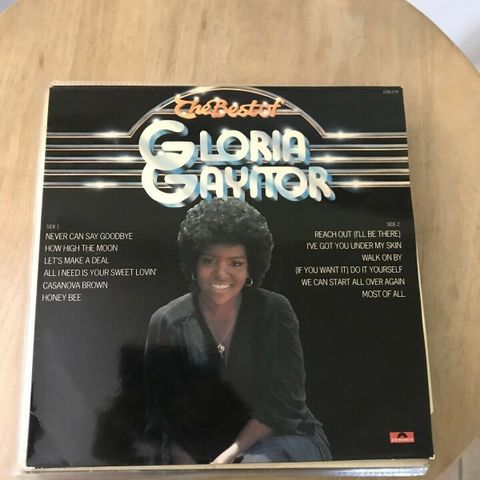 The Best of
GLORIA
GAYNOR
SIDE 1
NEVER CAN SAY GOODBYE
HOW HIGH THE MOON
LET'S MAKE A DEAL
ALL I NEED IS YOUR SWEET LOVIN'
CASANOVA BROWN
HONEY BEE
SIDE 2
REACH OUT (I'LL BE THERE)
I'VE GOT YOU UNDER MY SKIN
WALK ON BY
(IF YOU WANT IT) DO IT YOURSELF
WE CAN START ALL OVER AGAIN
MOST OF ALL
polydor